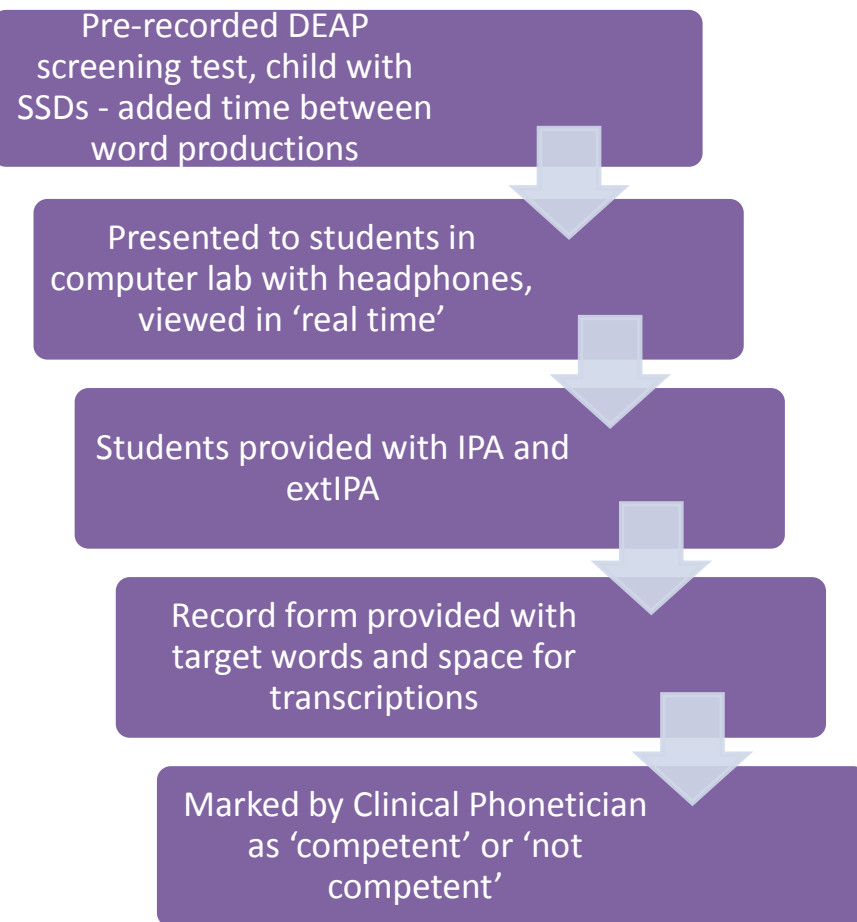 Pre-recorded DEAP
screening test, child with
SSDs - added time between
word productions
Presented to students in
computer lab with headphones,
viewed in ‘real time’
Students provided with IPA and
extIPA
Record form provided with
target words and space for
transcriptions
Marked by Clinical Phonetician
as ‘competent’ or ‘not
competent’